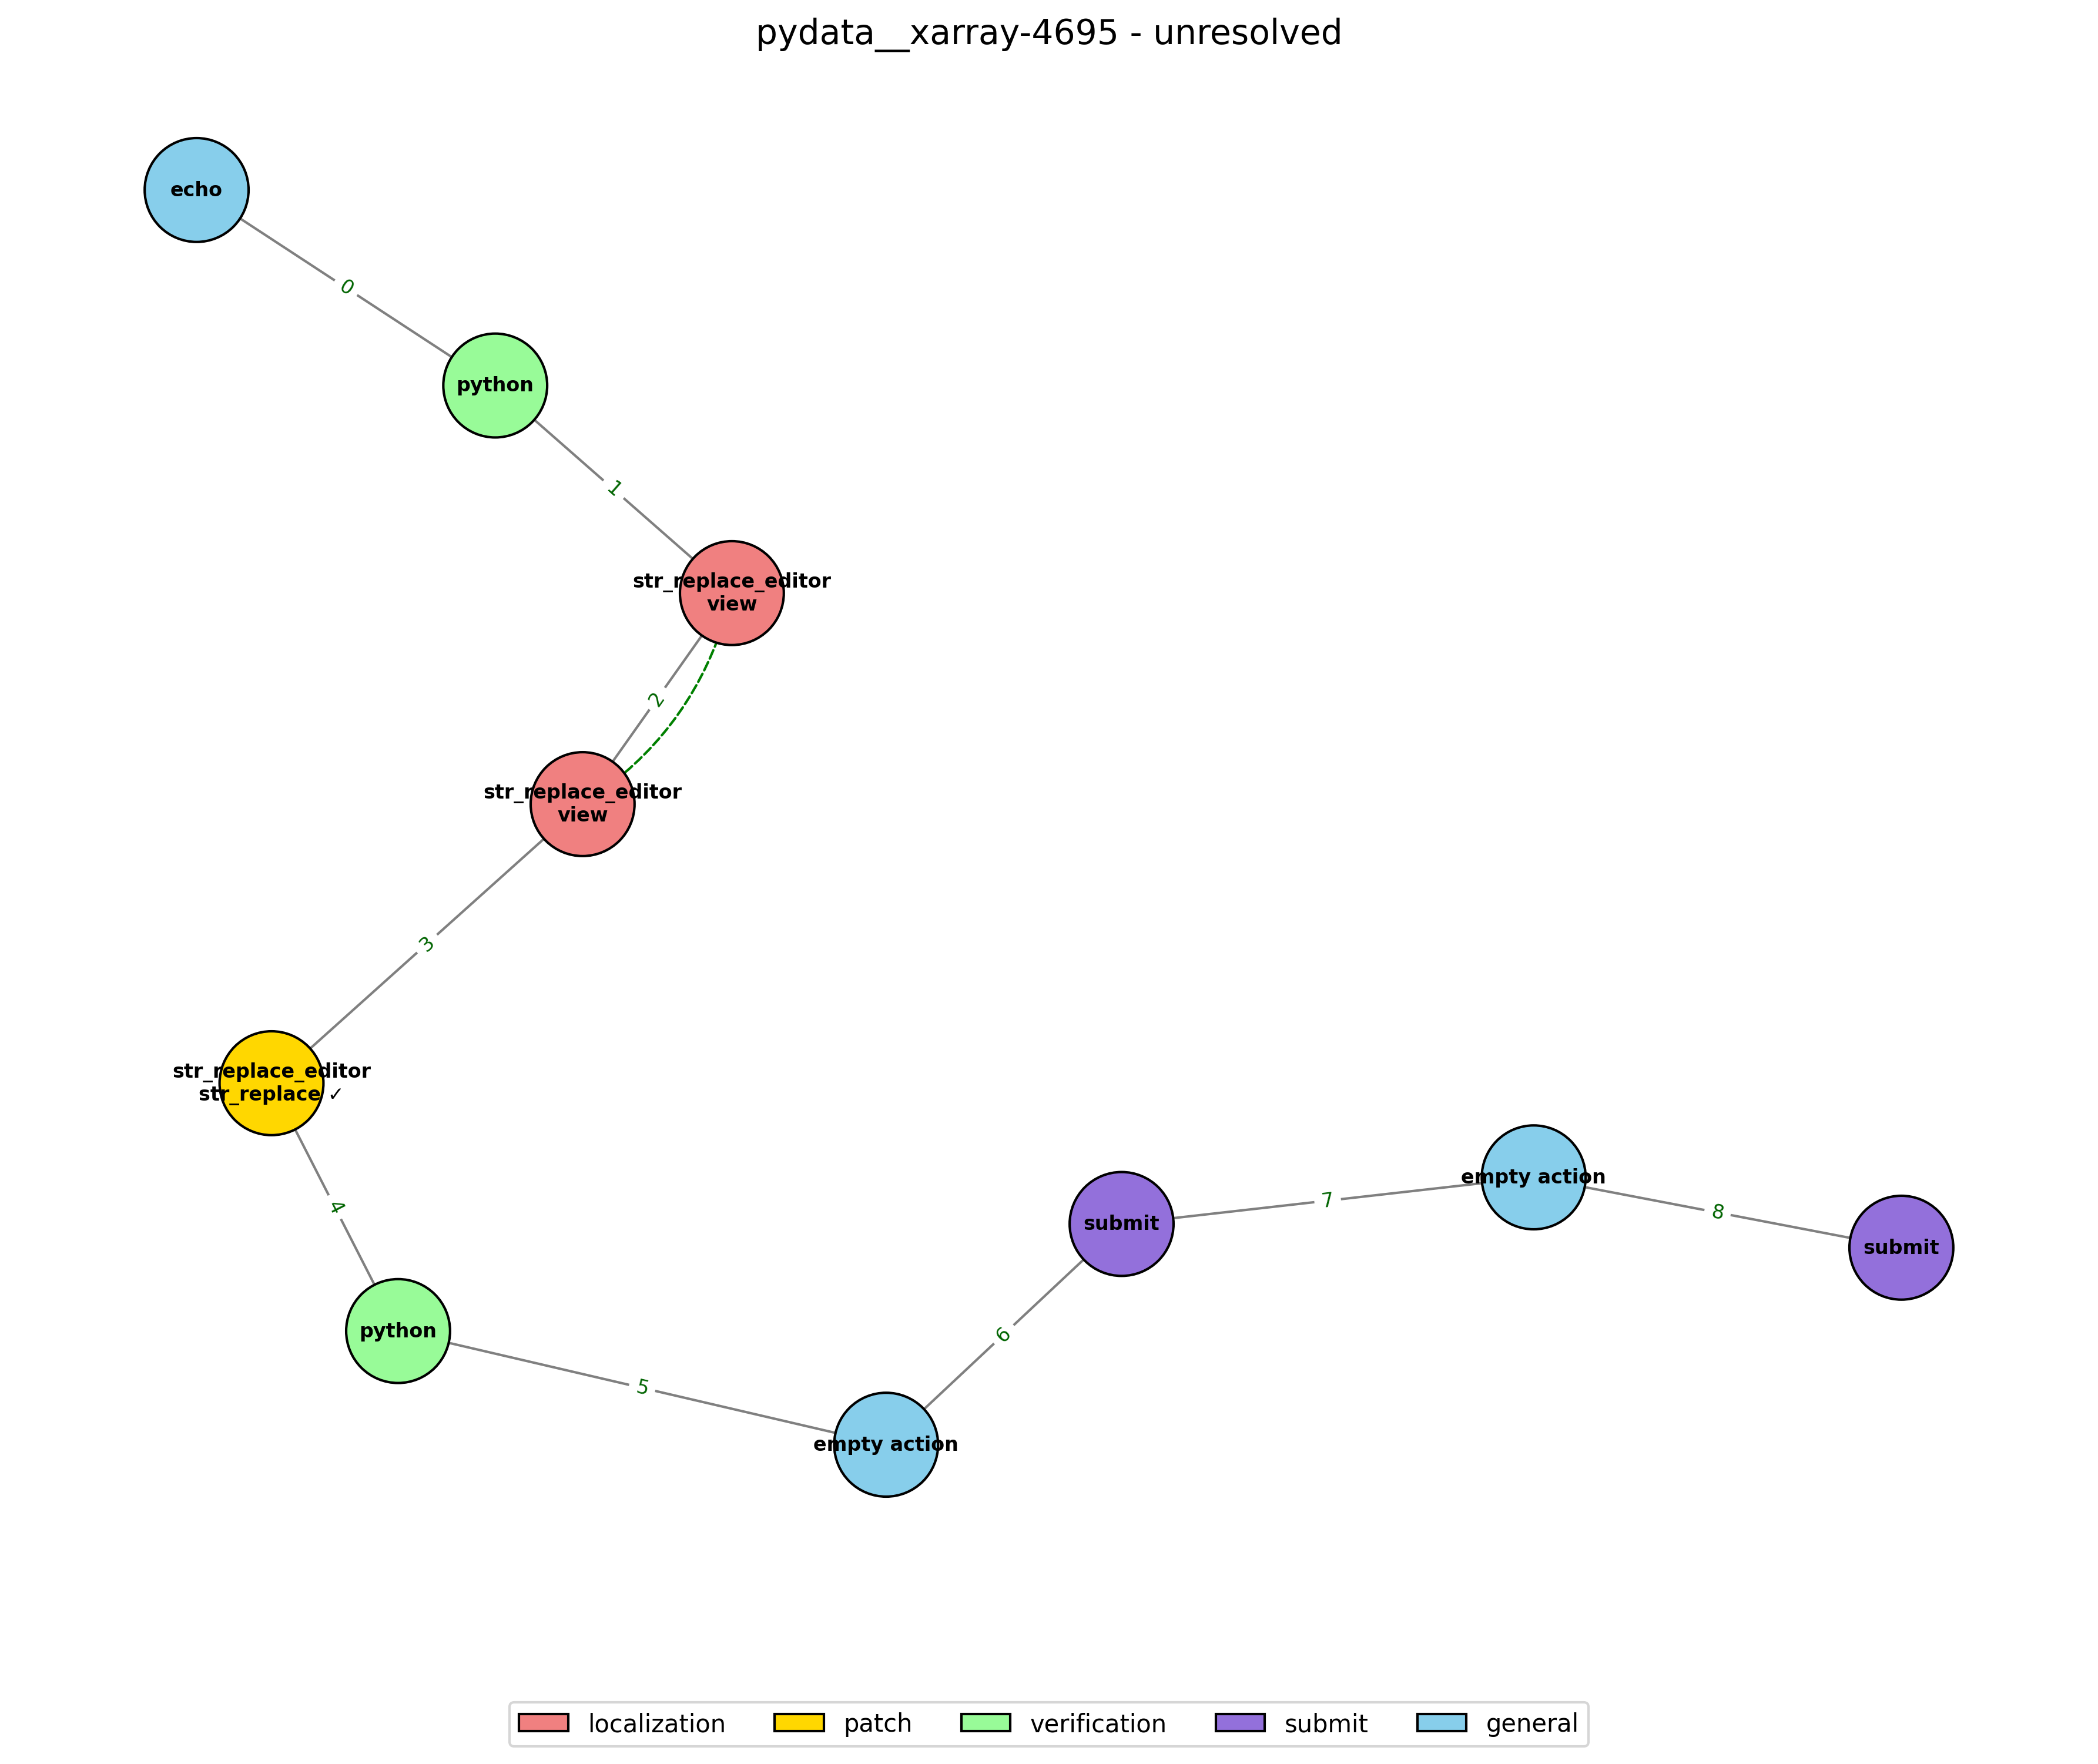 pydata__xarray-4695 - unresolved
echo
0
python
1
str_replace_editor
view
2
str_replace_editor
view
3
str_replace_editor
str_replace ✓
4
python
5
empty action
6
submit
7
empty action
8
submit
localization
patch
verification
submit
general